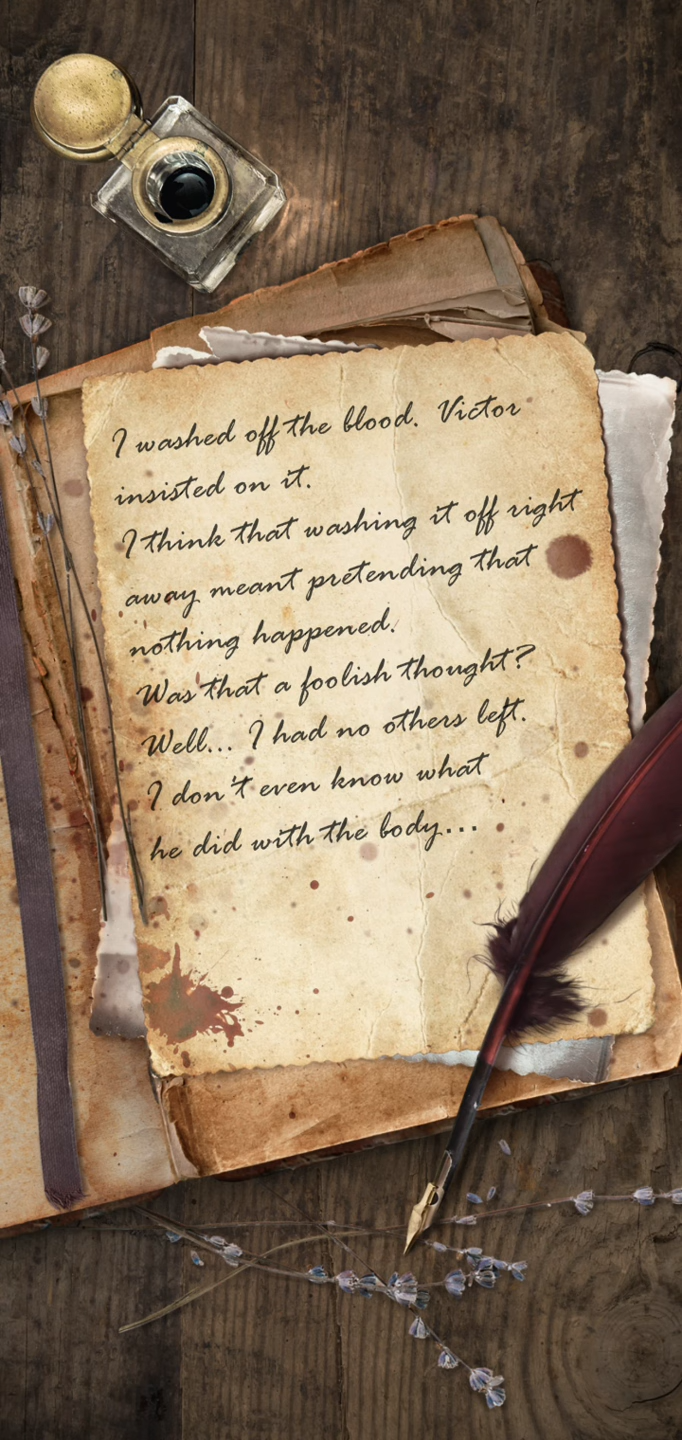 I washed off the blood. Victor
insisted on it.
I think that washing it off right
away meant pretending that
nothing happened.
Was that a foolish thought?
Well... I had no others left.
I don't even know what
he did with the body...